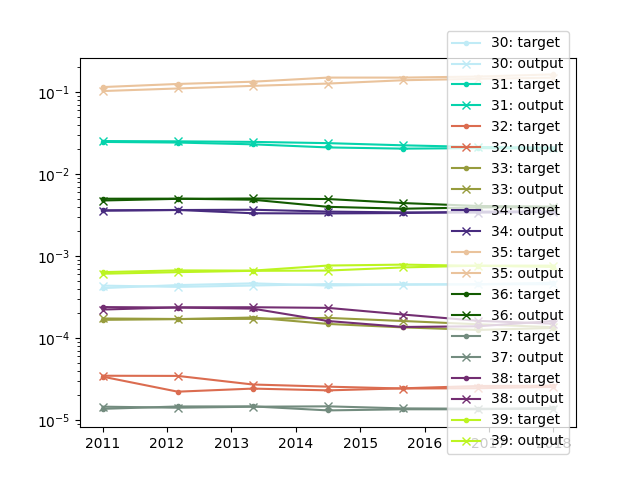 10⁻¹
10⁻²
10⁻³
10⁻⁴
10⁻⁵
2011 2012 2013 2014 2015 2016 2017 2018
30: target
30: output
31: target
31: output
32: target
32: output
33: target
33: output
34: target
34: output
35: target
35: output
36: target
36: output
37: target
37: output
38: target
38: output
39: target
39: output